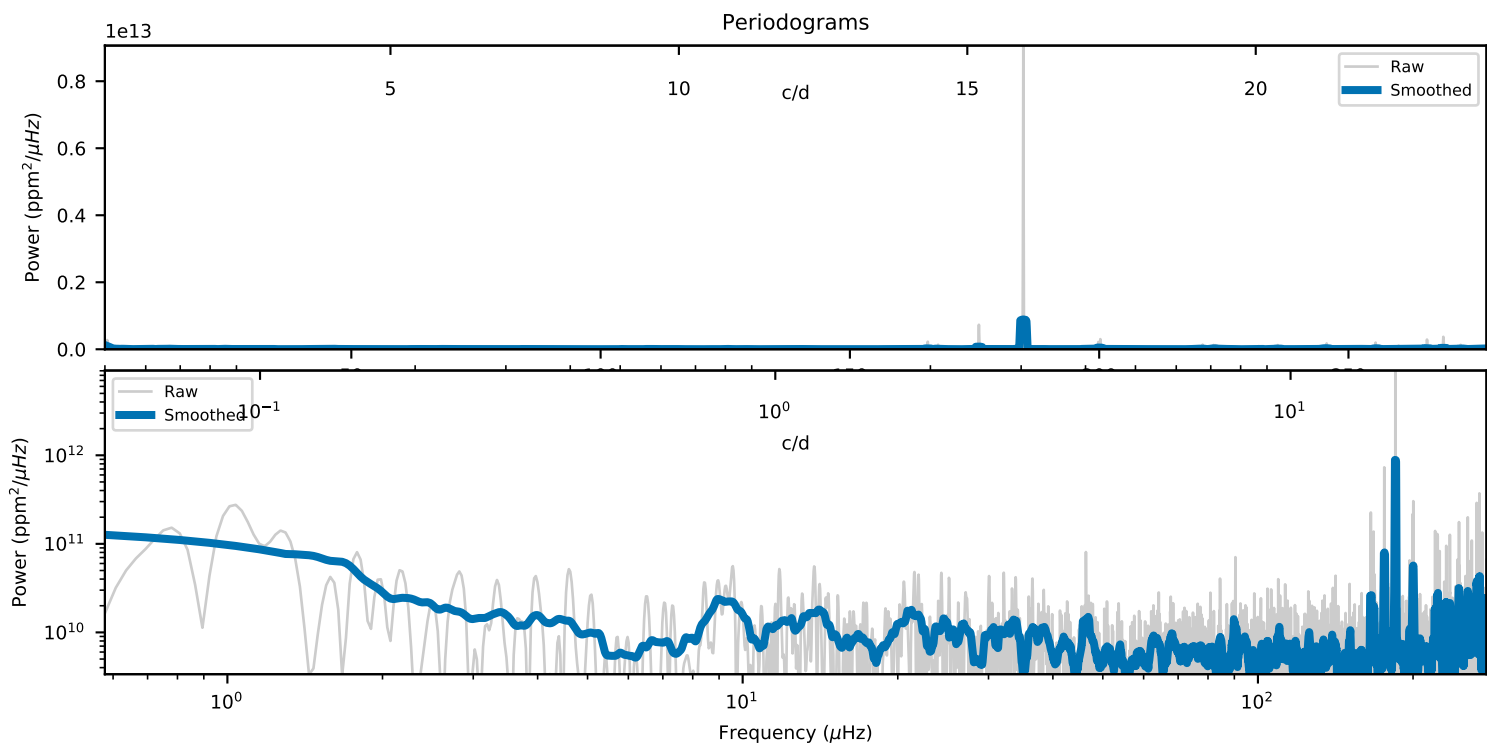 Periodograms
1e13
Power (ppm²/μHz)
0.8
0.6
0.4
0.2
0.0
5
10
15
20
c/d
Raw
Smoothed
Power (ppm²/μHz)
10¹²
10¹¹
10¹⁰
Raw
Smoothed
10⁻¹
10⁰
10¹
c/d
10⁰
10¹
10²
Frequency (μHz)